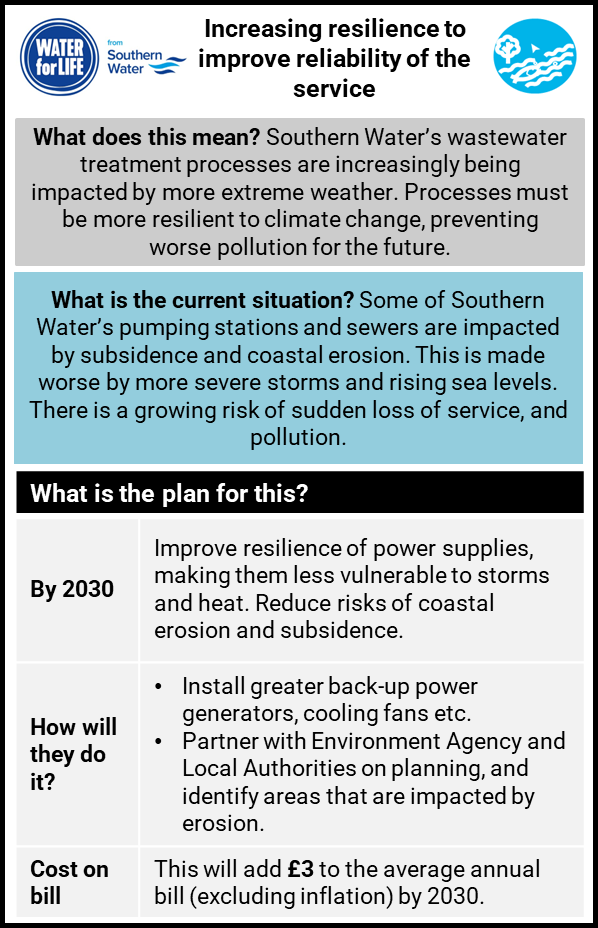 WATER
for LIFE
from
Southern
Water
Increasing resilience to
improve reliability of the
service
What does this mean? Southern Water’s wastewater
treatment processes are increasingly being
impacted by more extreme weather. Processes must
be more resilient to climate change, preventing
worse pollution for the future.
What is the current situation? Some of Southern
Water’s pumping stations and sewers are impacted
by subsidence and coastal erosion. This is made
worse by more severe storms and rising sea levels.
There is a growing risk of sudden loss of service, and
pollution.
What is the plan for this?
By 2030
Improve resilience of power supplies,
making them less vulnerable to storms
and heat. Reduce risks of coastal
erosion and subsidence.
How will
they do
it?
• Install greater back-up power
generators, cooling fans etc.
• Partner with Environment Agency and
Local Authorities on planning, and
identify areas that are impacted by
erosion.
Cost on
bill
This will add £3 to the average annual
bill (excluding inflation) by 2030.